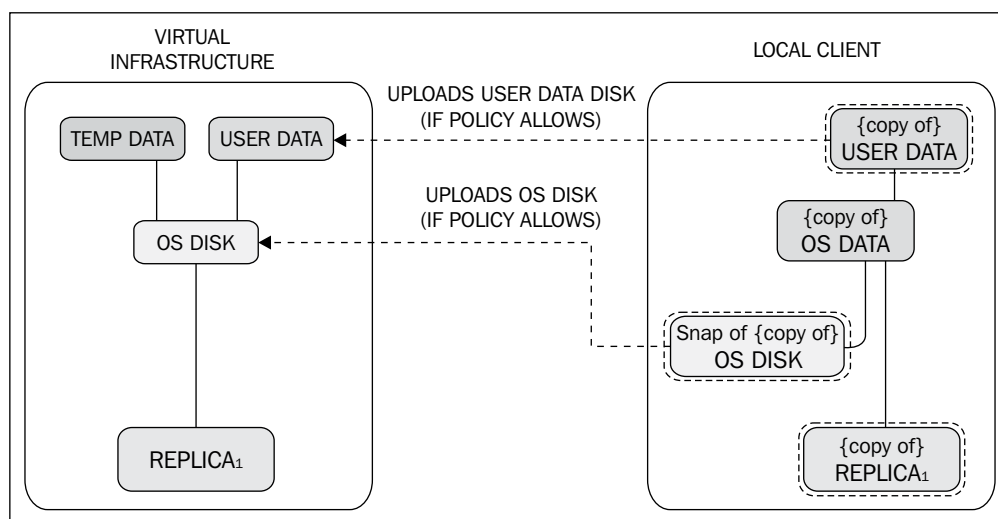 VIRTUAL
INFRASTRUCTURE
TEMP DATA
USER DATA
OS DISK
REPLICA₁
UPLOADS USER DATA DISK
(IF POLICY ALLOWS)
UPLOADS OS DISK
(IF POLICY ALLOWS)
LOCAL CLIENT
{copy of}
USER DATA
{copy of}
OS DATA
Snap of {copy of}
OS DISK
{copy of}
REPLICA₁